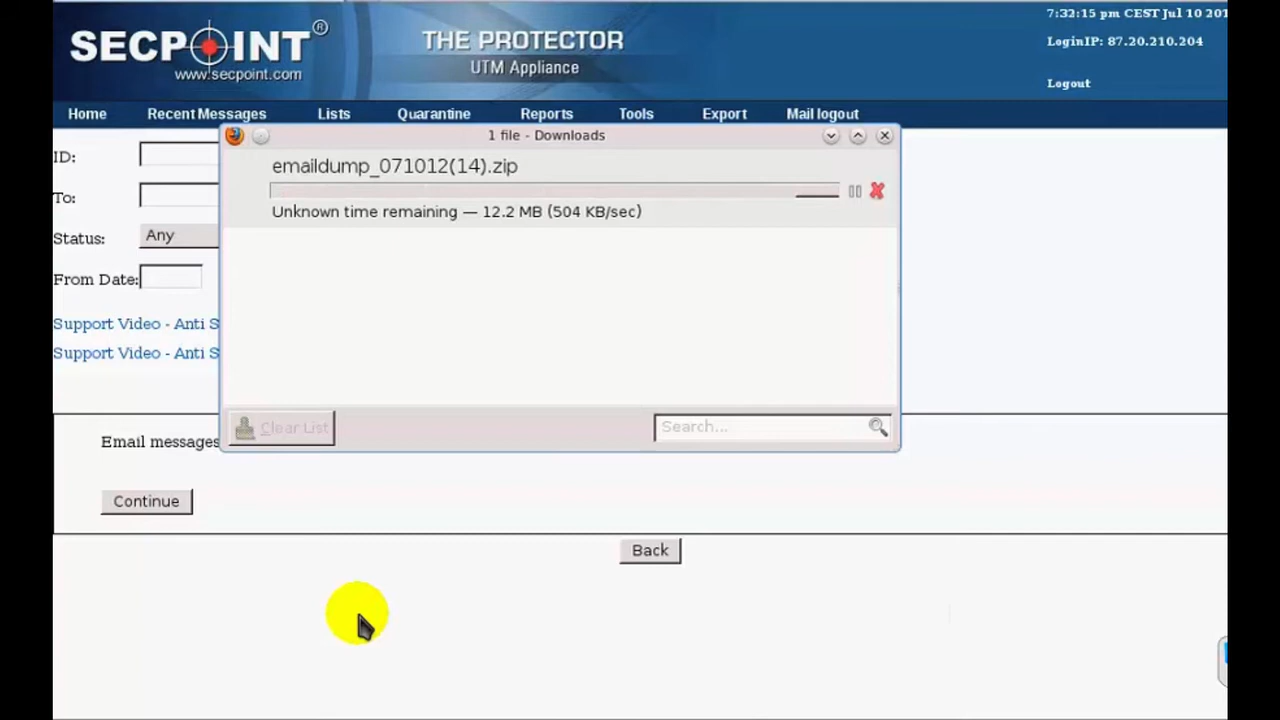 SECPOINT®
www.secpoint.com
THE PROTECTOR
UTM Appliance
7:32:15 pm CEST Jul 10 201
LoginIP: 87.20.210.204
Logout
Home Recent Messages Lists Quarantine Reports Tools Export Mail logout
1 file - Downloads
emaildump_071012(14).zip
Unknown time remaining — 12.2 MB (504 KB/sec)
Clear List
Search...
ID:
To:
Status: Any
From Date:
Support Video - Anti S
Support Video - Anti S
Email messages
Continue
Back